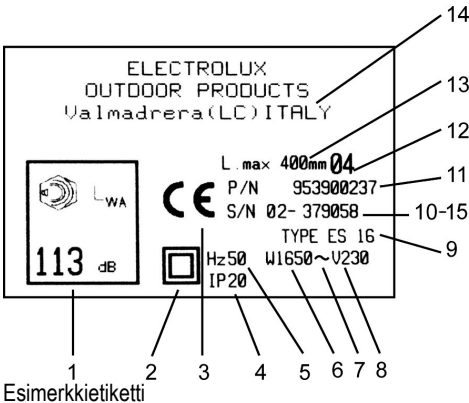 14
ELECTROLUX
OUTDOOR PRODUCTS
Valmadrera(LC)ITALY
13
12
L.max 400mm 04
P/N 953900237
11
LWA
CE
S/N 02- 379058
10-15
TYPE ES 16
9
113 dB
Hz50 W1650~V230
IP20
1 2 3 4 5 6 7 8
Esimerkkietiketti